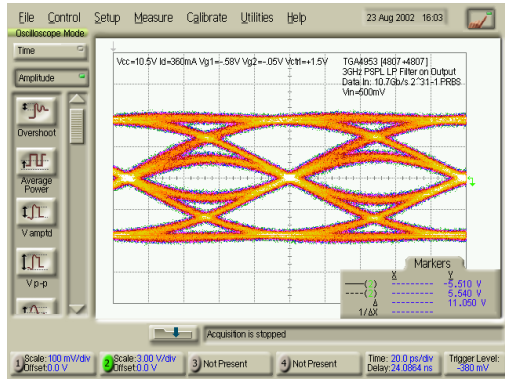 File Control Setup Measure Calibrate Utilities Help 23 Aug 2002 16:03
Oscilloscope Mode
Time
Amplitude
Overshoot
Average
Power
V amptd
V p-p
Vcc=10.5V Id=360mA Vg1=-.58V Vg2=-.05V Vctrl=+1.5V
TGA4953 [4807+4807]
3GHz PSPL LP Filter on Output
Data In: 10.7Gb/s 2^31-1 PRBS
Vin=500mV
Markers
X Y
----( ) -------- -5.510 V
----( ) -------- 5.540 V
Δ -------- 11.050 V
1/ΔX --------
Acquisition is stopped
1 Scale: 100 mV/div
Offset: 0.0 V
2 Scale: 3.00 V/div
Offset: 0.0 V
3 Not Present
4 Not Present
Time: 20.0 ps/div
Delay: 24.0864 ns
Trigger Level:
-380 mV